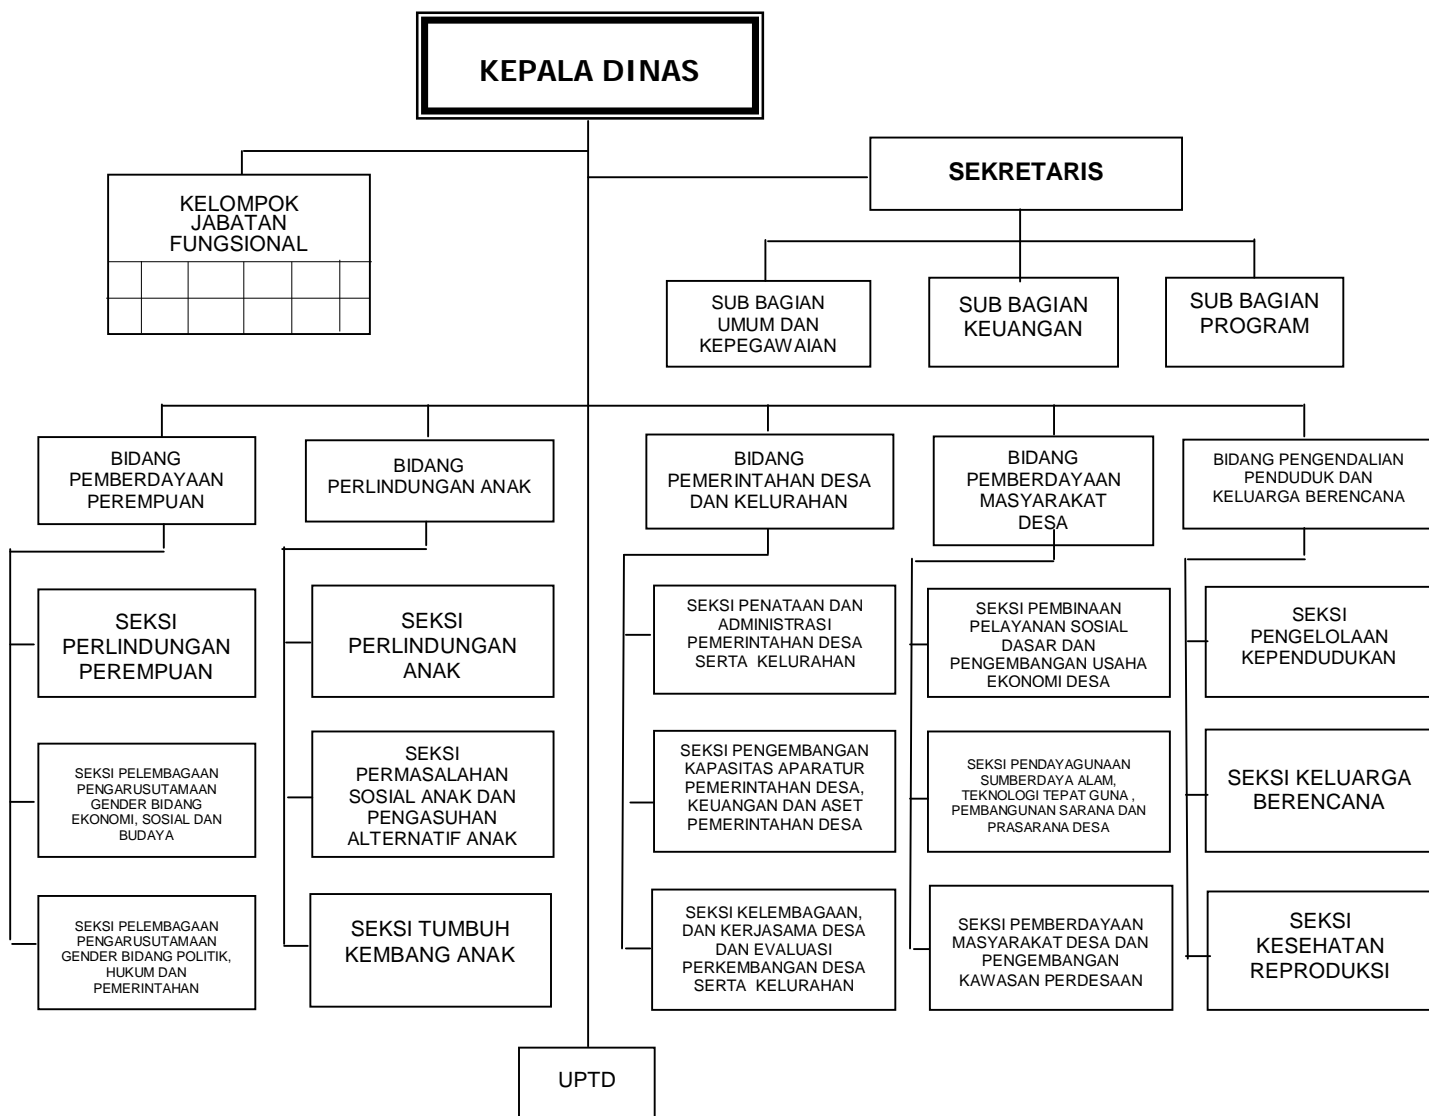 KEPALA DINAS
SEKRETARIS
KELOMPOK
JABATAN
FUNGSIONAL
SUB BAGIAN
UMUM DAN
KEPEGAWAIAN
SUB BAGIAN
KEUANGAN
SUB BAGIAN
PROGRAM
BIDANG
PEMBERDAYAAN
PEREMPUAN
BIDANG
PERLINDUNGAN ANAK
BIDANG
PEMERINTAHAN DESA
DAN KELURAHAN
BIDANG
PEMBERDAYAAN
MASYARAKAT
DESA
BIDANG PENGENDALIAN
PENDUDUK DAN
KELUARGA BERENCANA
SEKSI
PERLINDUNGAN
PEREMPUAN
SEKSI
PERLINDUNGAN
ANAK
SEKSI PENATAAN DAN
ADMINISTRASI
PEMERINTAHAN DESA
SERTA KELURAHAN
SEKSI PEMBINAAN
PELAYANAN SOSIAL
DASAR DAN
PENGEMBANGAN USAHA
EKONOMI DESA
SEKSI
PENGELOLAAN
KEPENDUDUKAN
SEKSI PELEMBAGAAN
PENGARUSUTAMAAN
GENDER BIDANG
EKONOMI, SOSIAL DAN
BUDAYA
SEKSI
PERMASALAHAN
SOSIAL ANAK DAN
PENGASUHAN
ALTERNATIF ANAK
SEKSI PENGEMBANGAN
KAPASITAS APARATUR
PEMERINTAHAN DESA,
KEUANGAN DAN ASET
PEMERINTAHAN DESA
SEKSI PENDAYAGUNAAN
SUMBERDAYA ALAM,
TEKNOLOGI TEPAT GUNA ,
PEMBANGUNAN SARANA DAN
PRASARANA DESA
SEKSI KELUARGA
BERENCANA
SEKSI PELEMBAGAAN
PENGARUSUTAMAAN
GENDER BIDANG POLITIK,
HUKUM DAN
PEMERINTAHAN
SEKSI TUMBUH
KEMBANG ANAK
SEKSI KELEMBAGAAN,
DAN KERJASAMA DESA
DAN EVALUASI
PERKEMBANGAN DESA
SERTA KELURAHAN
SEKSI PEMBERDAYAAN
MASYARAKAT DESA DAN
PENGEMBANGAN
KAWASAN PERDESAAN
SEKSI
KESEHATAN
REPRODUKSI
UPTD